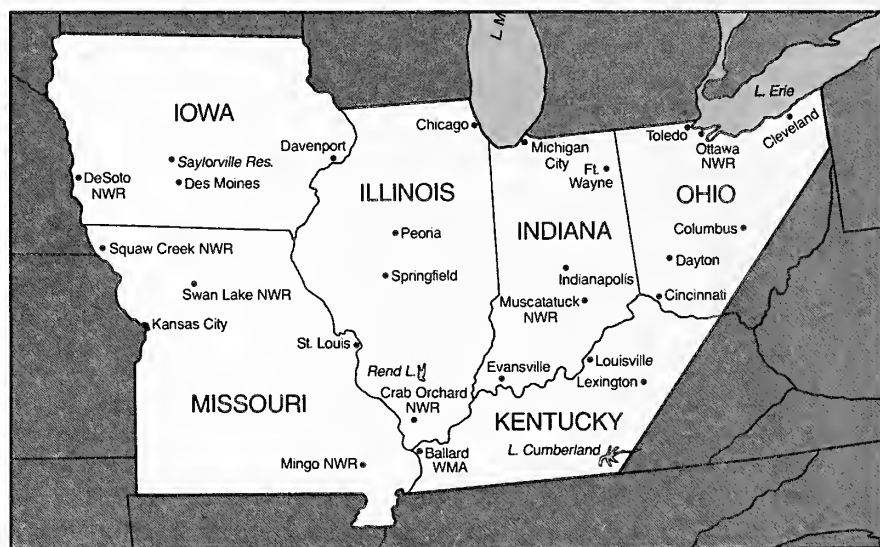 L. M
L. Erie
IOWA
Chicago
Toledo
Cleveland
Davenport
Michigan
City
Ottawa
NWR
Saylorville Res.
Ft.
Wayne
DeSoto
NWR
Des Moines
ILLINOIS
OHIO
Peoria
INDIANA
Columbus
Squaw Creek NWR
Dayton
Springfield
Indianapolis
Swan Lake NWR
Muscatatuck
NWR
Cincinnati
Kansas City
St. Louis
Louisville
Rend L.
Evansville
Lexington
Crab Orchard
NWR
MISSOURI
KENTUCKY
L. Cumberland
Ballard
WMA
Mingo NWR